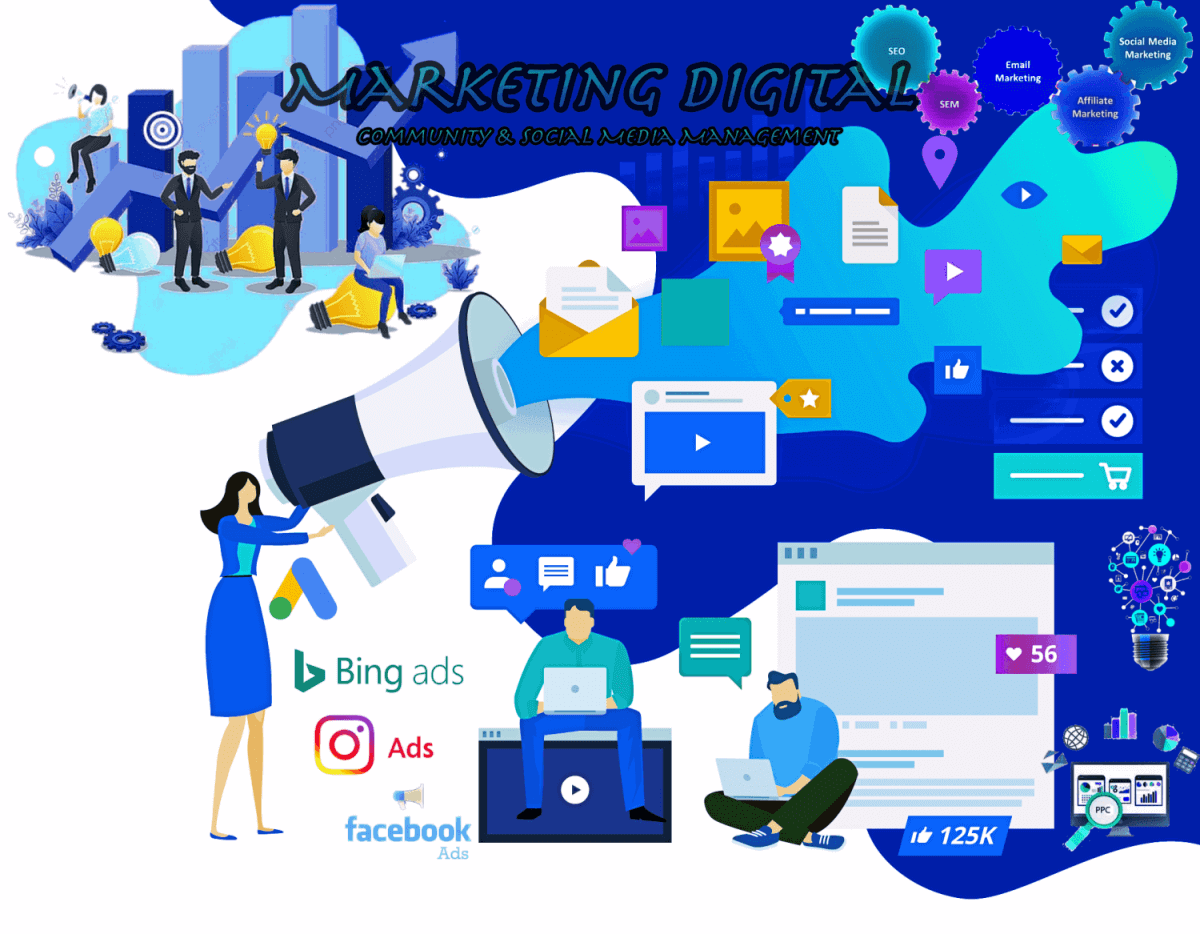 MARKETING DIGITAL
COMMUNITY & SOCIAL MEDIA MANAGEMENT
SEO
Email
Marketing
Social Media
Marketing
SEM
Affiliate
Marketing
56
Bing ads
Ads
facebook
Ads
PPC
125K